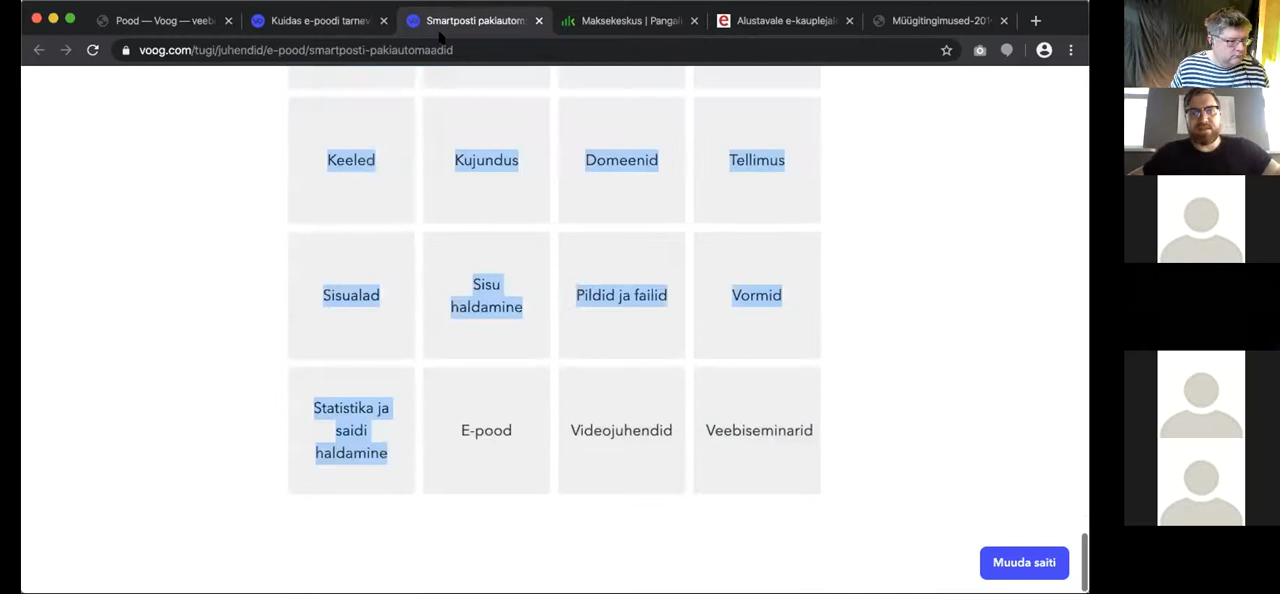 Pood — Voog — veeb
Kuidas e-poodi tarnev
Smartposti pakiautom
Maksekeskus | Pangali
Alustavale e-kauplejale
Müügitingimused-201
voog.com/tugi/juhendid/e-pood/smartposti-pakiautomaadid
Keeled
Kujundus
Domeenid
Tellimus
Sisualad
Sisu
haldamine
Pildid ja failid
Vormid
Statistika ja
saidi
haldamine
E-pood
Videojuhendid
Veebiseminarid
Muuda saiti